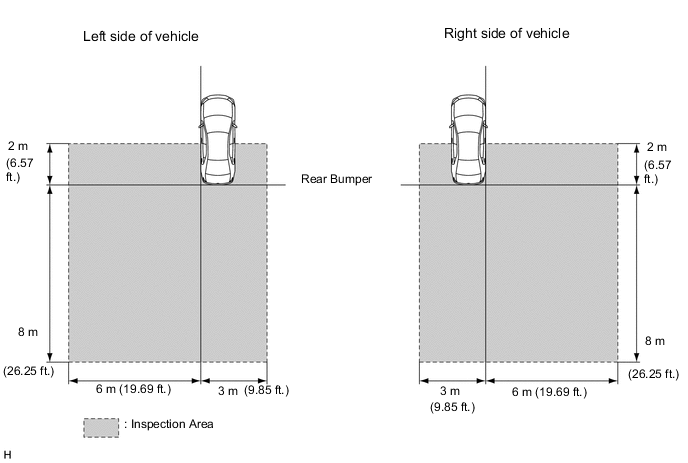 Left side of vehicle
Right side of vehicle
2 m
(6.57
ft.)
Rear Bumper
2 m
(6.57
ft.)
8 m
(26.25 ft.)
8 m
(26.25 ft.)
6 m (19.69 ft.)
3 m (9.85 ft.)
3 m
(9.85 ft.)
6 m (19.69 ft.)
: Inspection Area
H